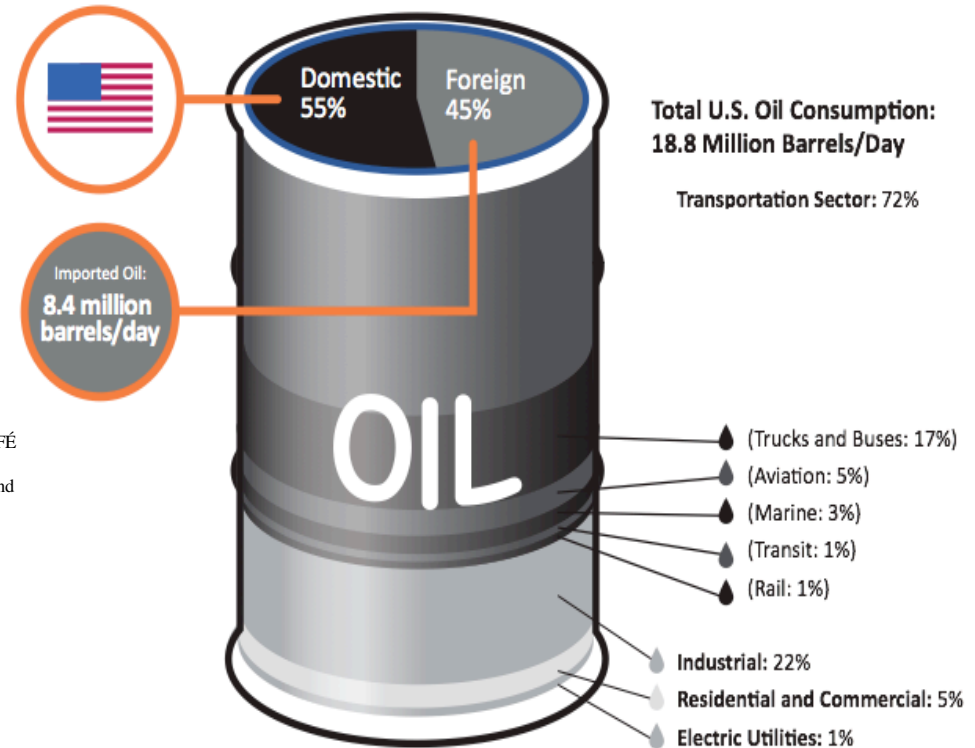 Domestic
55%
Foreign
45%
Total U.S. Oil Consumption:
18.8 Million Barrels/Day
Transportation Sector: 72%
Imported Oil:
8.4 million
barrels/day
OIL
FÉ
nd
(Trucks and Buses: 17%)
(Aviation: 5%)
(Marine: 3%)
(Transit: 1%)
(Rail: 1%)
Industrial: 22%
Residential and Commercial: 5%
Electric Utilities: 1%